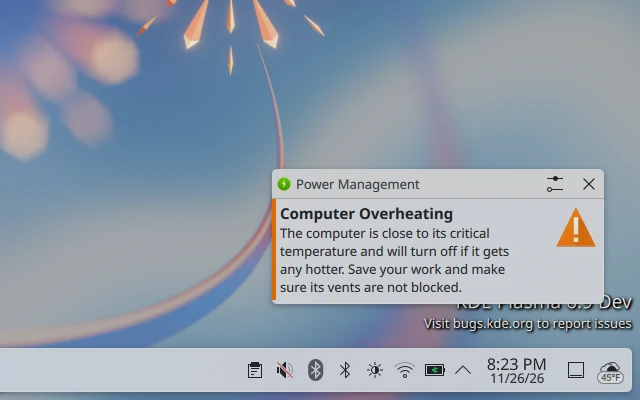 Power Management
Computer Overheating
The computer is close to its critical
temperature and will turn off if it gets
any hotter. Save your work and make
sure its vents are not blocked.
KDE Plasma 6.9 Dev
Visit bugs.kde.org to report issues
8:23 PM
11/26/26
45°F